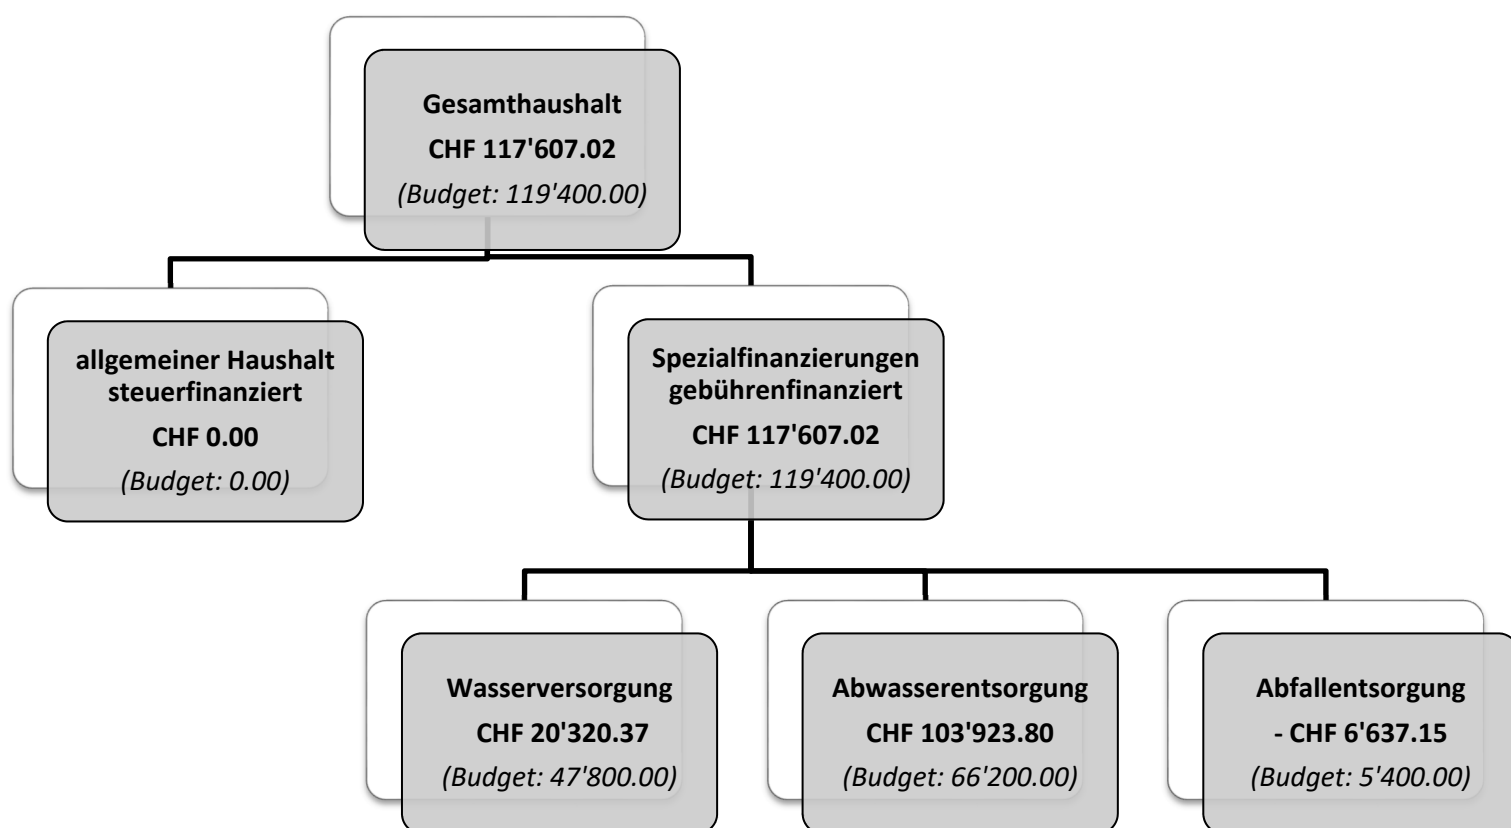 Gesamthaushalt
CHF 117'607.02
(Budget: 119'400.00)
allgemeiner Haushalt
steuerfinanziert
CHF 0.00
(Budget: 0.00)
Spezialfinanzierungen
gebührenfinanziert
CHF 117'607.02
(Budget: 119'400.00)
Wasserversorgung
CHF 20'320.37
(Budget: 47'800.00)
Abwasserentsorgung
CHF 103'923.80
(Budget: 66'200.00)
Abfallentsorgung
- CHF 6'637.15
(Budget: 5'400.00)